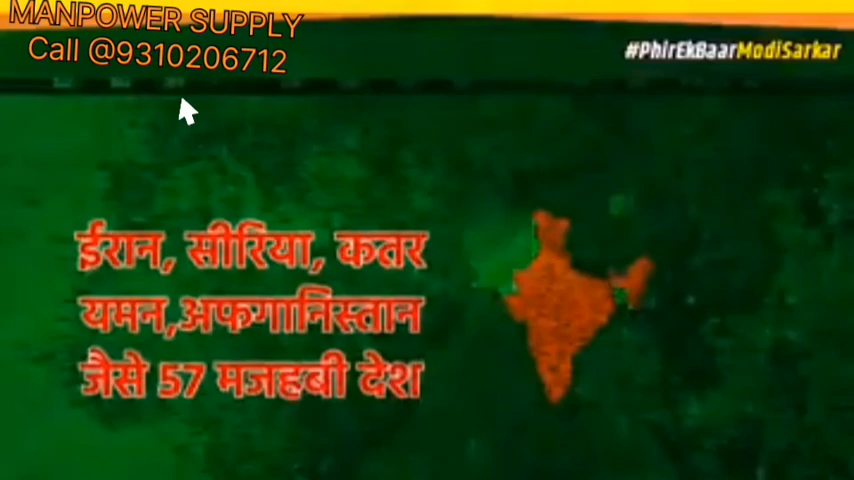 MANPOWER SUPPLY
Call @9310206712
#PhirEkBaarModiSarkar
ईरान, सीरिया, कतर
यमन,अफगानिस्तान
जैसे 57 मजहबी देश